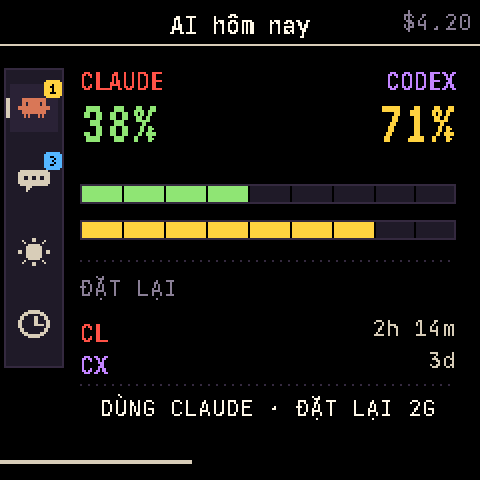 AI hôm nay
$4.20
1
3
CLAUDE CODEX
38% 71%
ĐẶT LẠI
CL 2h 14m
CX 3d
DÙNG CLAUDE · ĐẶT LẠI 2G